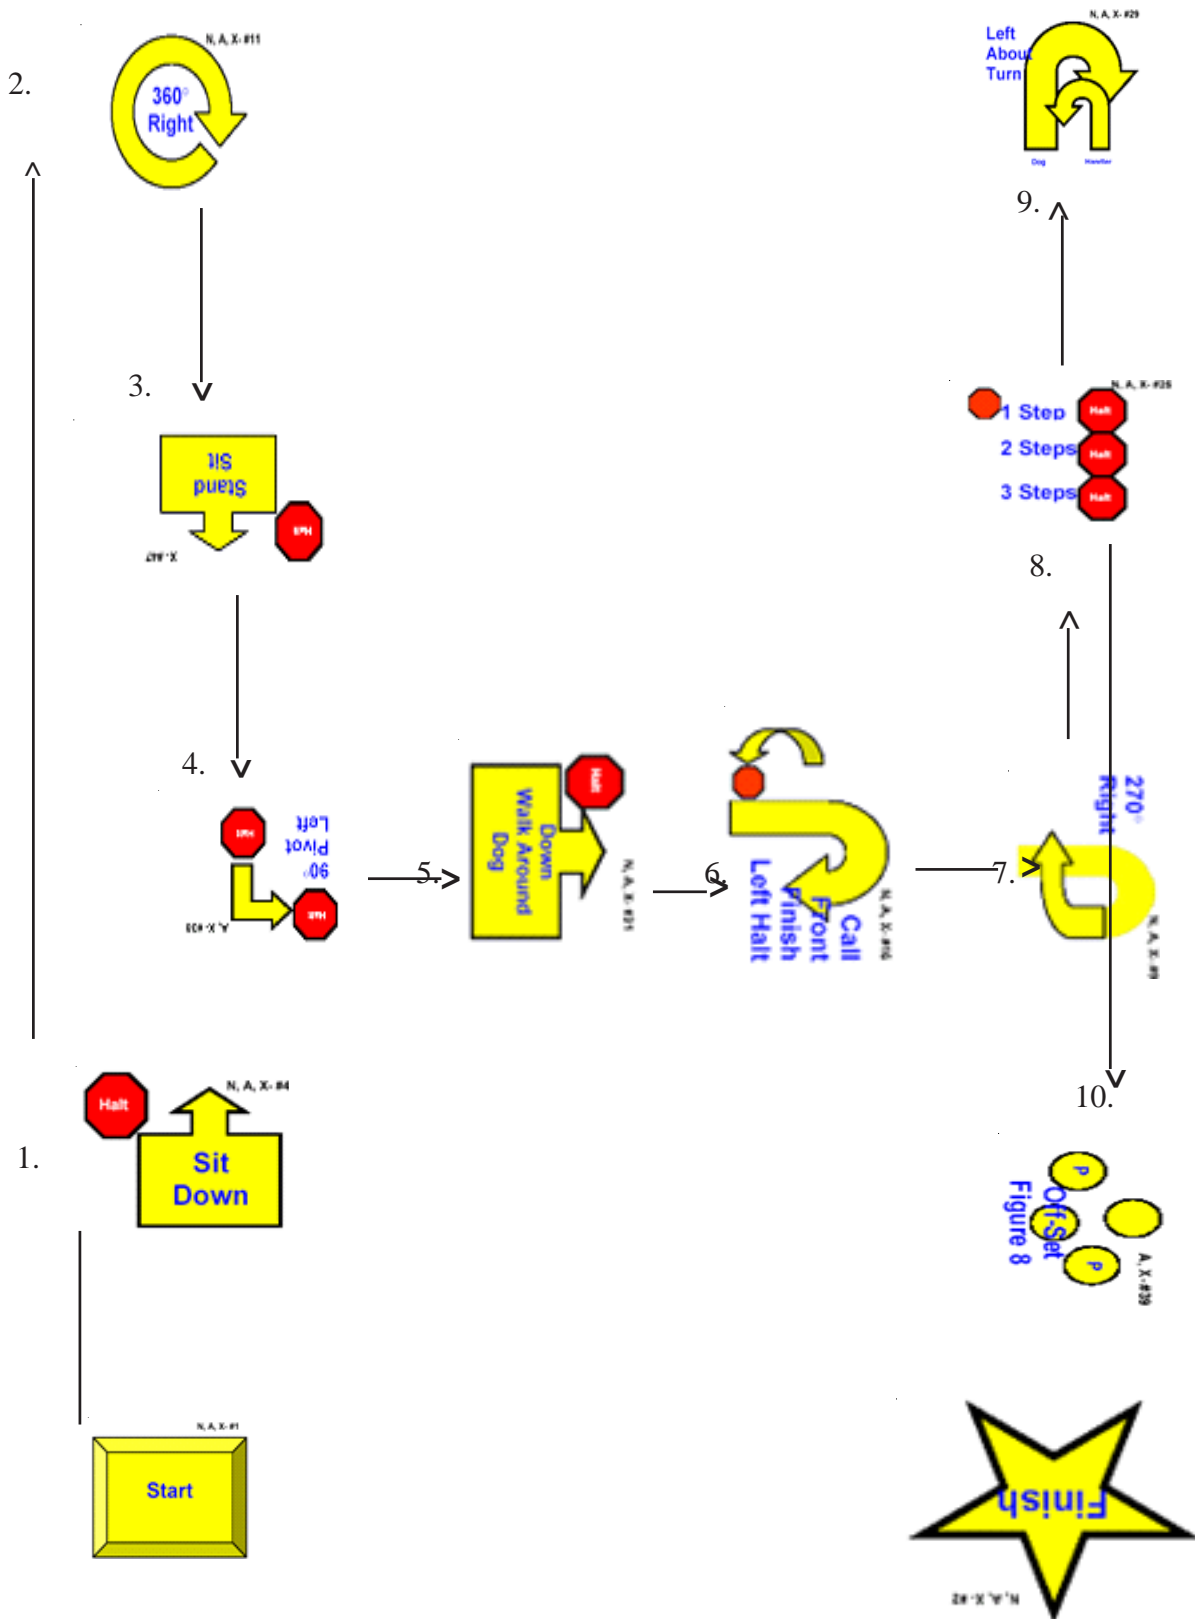 N, A, X- #1
Start
1.
Halt
N, A, X- #4
Sit
Down
2.
N, A, X- #11
360°
Right
3.
Stand
Sit
Halt
X- #47
4.
Halt
90°
Pivot
Left
Halt
5.
Halt
Down
Walk Around
Dog
N, A, X- #31
6.
Call
Front
Finish
Left Halt
N, A, X- #16
7.
270°
Right
N, A, X- #9
8.
1 Step
Halt
2 Steps
Halt
3 Steps
Halt
9.
N, A, X- #29
Left
About
Turn
Dog
Handler
10.
P
Off-Set
Figure 8
P
A, X- #39
Finish
N, A, X- #2